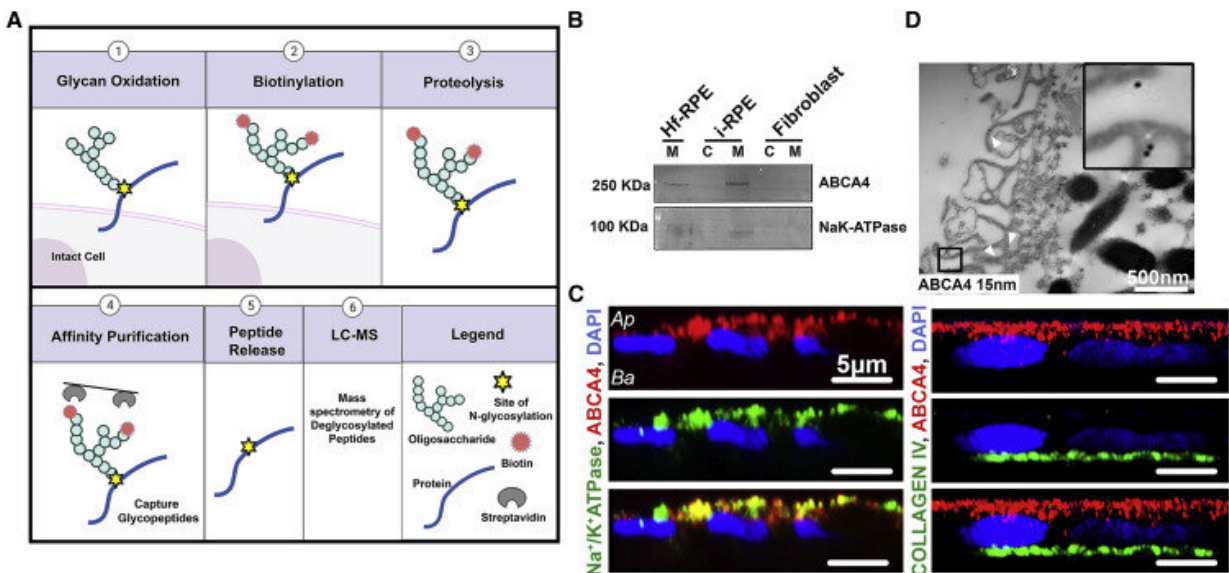 A
1
2
3
Glycan Oxidation
Biotinylation
Proteolysis
Intact Cell
4
5
6
Affinity Purification
Peptide
Release
LC-MS
Legend
Capture
Glycopeptides
Mass
spectrometry of
Deglycosylated
Peptides
Site of
N-glycosylation
Oligosaccharide
Biotin
Protein
Streptavidin
B
Hf-RPE
i-RPE
Fibroblast
M C M C M
250 KDa
ABCA4
100 KDa
NaK-ATPase
C
Na⁺/K⁺ATPase, ABCA4, DAPI
Ap
Ba
5µm
COLLAGEN IV, ABCA4, DAPI
D
ABCA4 15nm
500nm